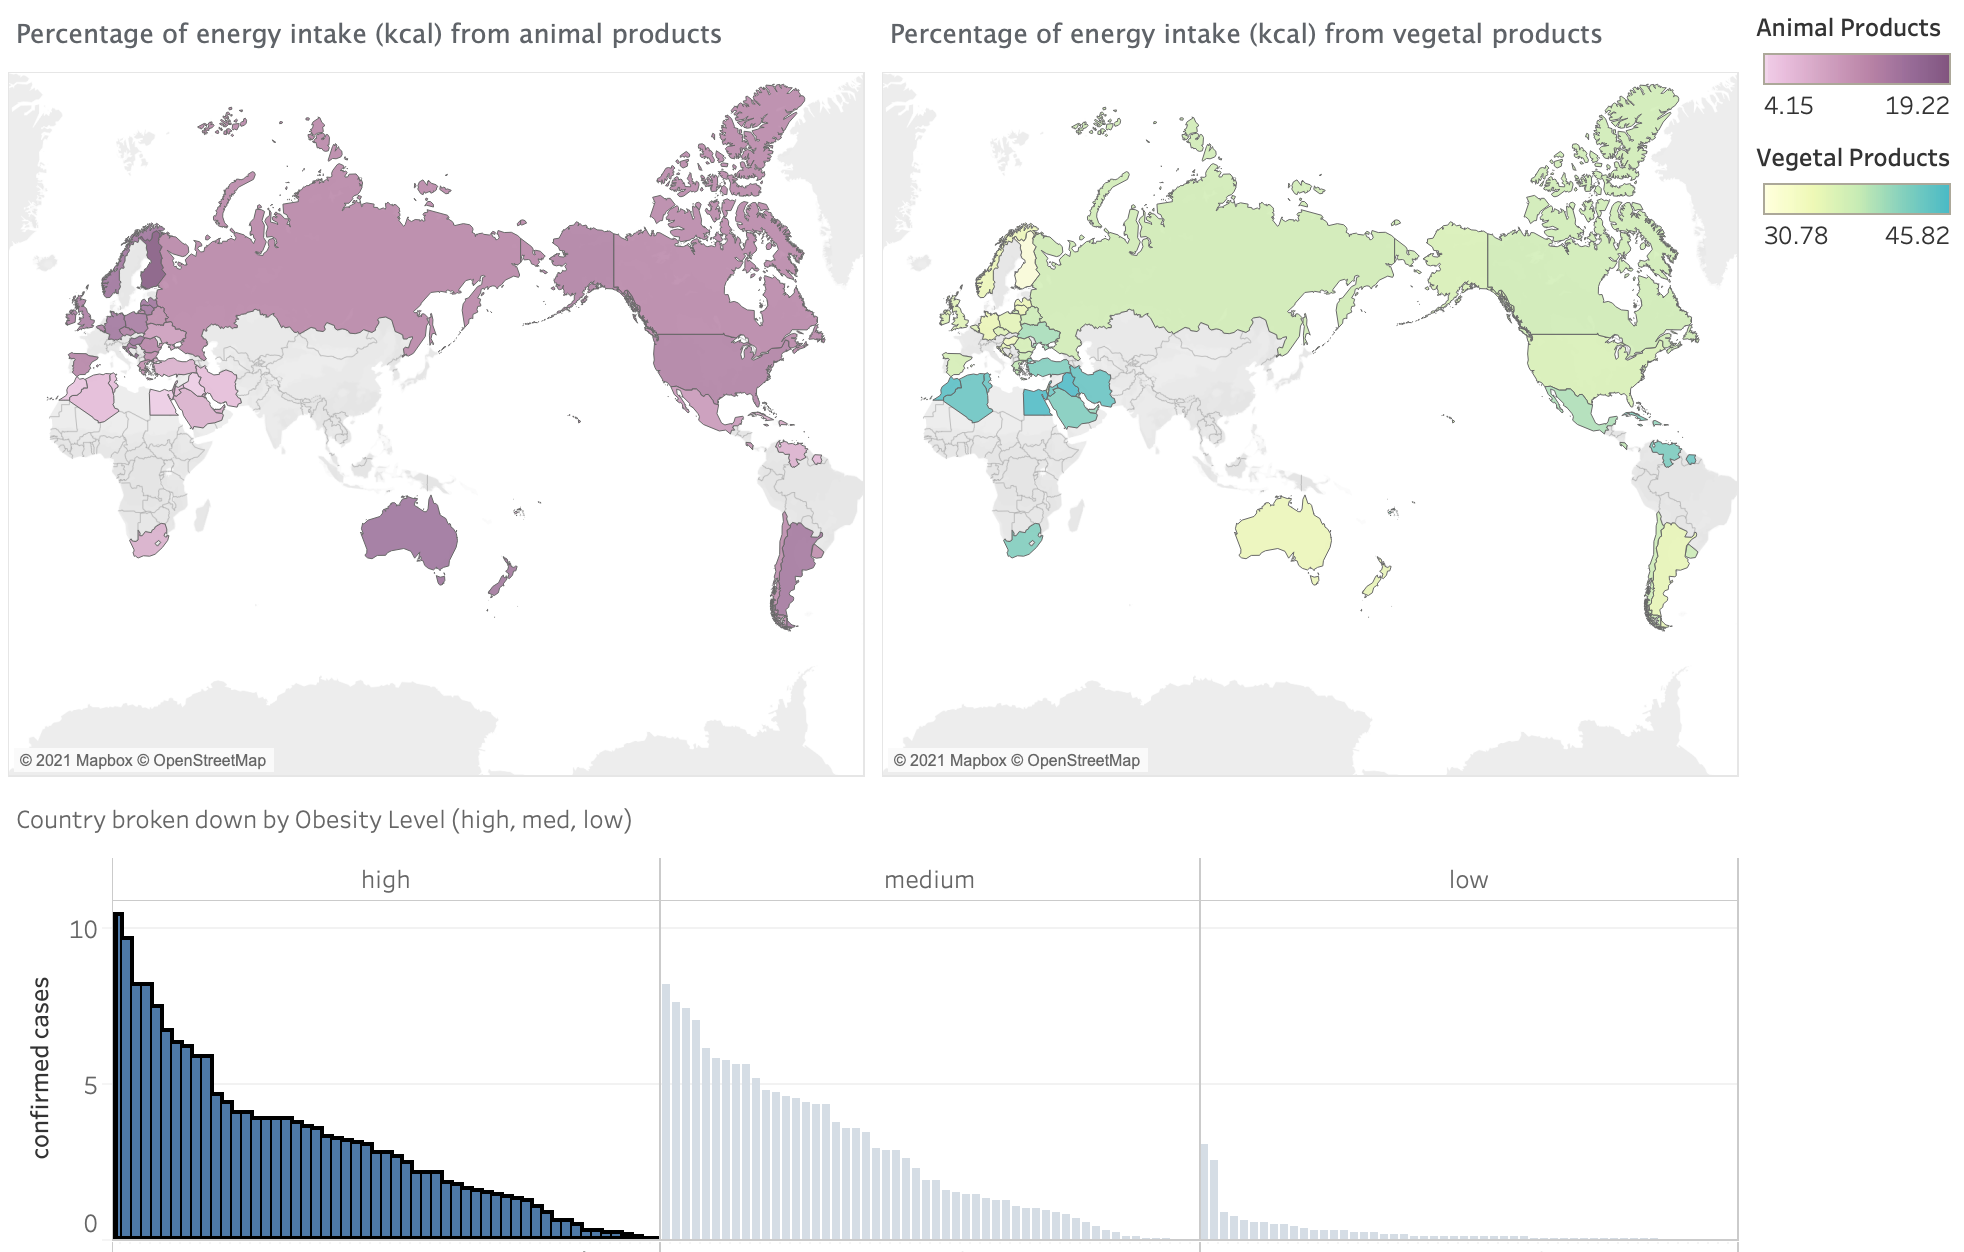 Percentage of energy intake (kcal) from animal products
Percentage of energy intake (kcal) from vegetal products
Animal Products
4.15 19.22
Vegetal Products
30.78 45.82
© 2021 Mapbox © OpenStreetMap
© 2021 Mapbox © OpenStreetMap
Country broken down by Obesity Level (high, med, low)
high medium low
10
5
0
confirmed cases